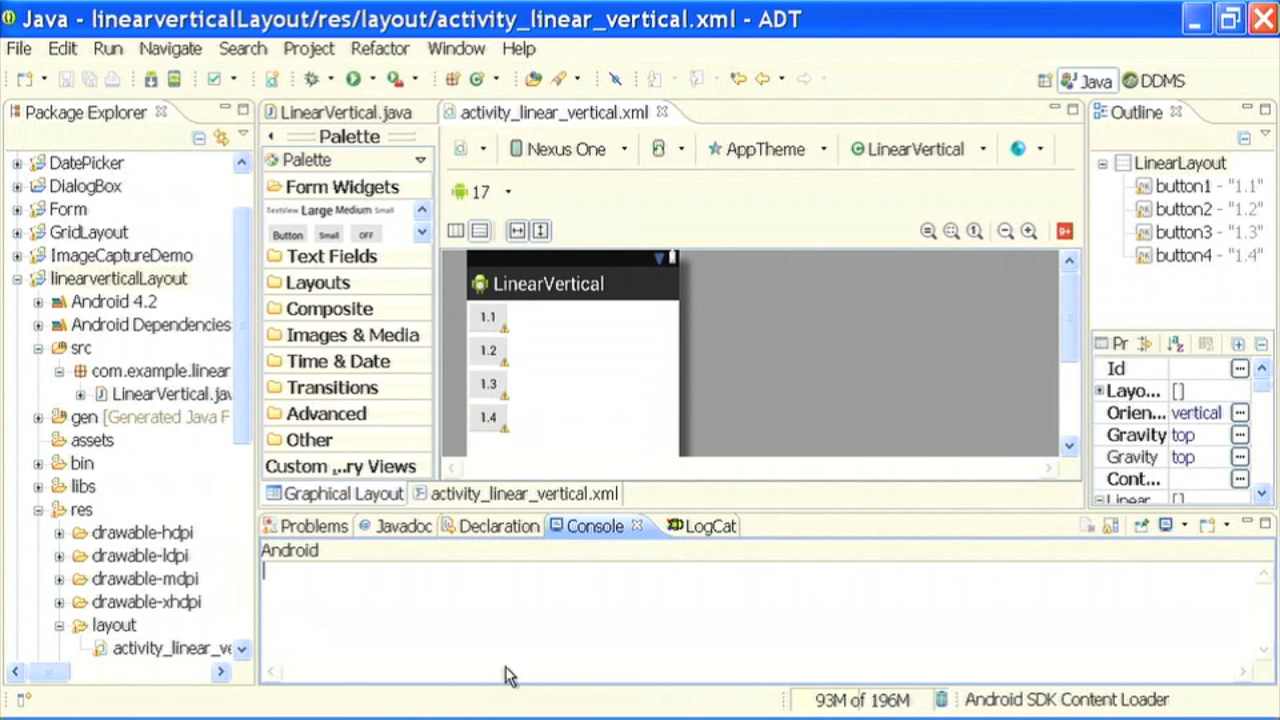 Java - linearverticalLayout/res/layout/activity_linear_vertical.xml - ADT
File Edit Run Navigate Search Project Refactor Window Help
Java DDMS
Package Explorer
DatePicker
DialogBox
Form
GridLayout
ImageCaptureDemo
linearverticalLayout
Android 4.2
Android Dependencies
src
com.example.linear
LinearVertical.jav
gen [Generated Java F
assets
bin
libs
res
drawable-hdpi
drawable-ldpi
drawable-mdpi
drawable-xhdpi
layout
activity_linear_ve
LinearVertical.java activity_linear_vertical.xml
Palette
Palette
Form Widgets
TextView Large Medium Small
Button Small OFF
Text Fields
Layouts
Composite
Images & Media
Time & Date
Transitions
Advanced
Other
Custom ...ry Views
Nexus One AppTheme LinearVertical
17
9+
LinearVertical
1.1
1.2
1.3
1.4
Graphical Layout activity_linear_vertical.xml
Outline
LinearLayout
button1 - "1.1"
button2 - "1.2"
button3 - "1.3"
button4 - "1.4"
Pr
Id
Layo... []
Orien... vertical
Gravity top
Gravity top
Cont...
Linear []
Problems @ Javadoc Declaration Console LogCat
Android
93M of 196M Android SDK Content Loader